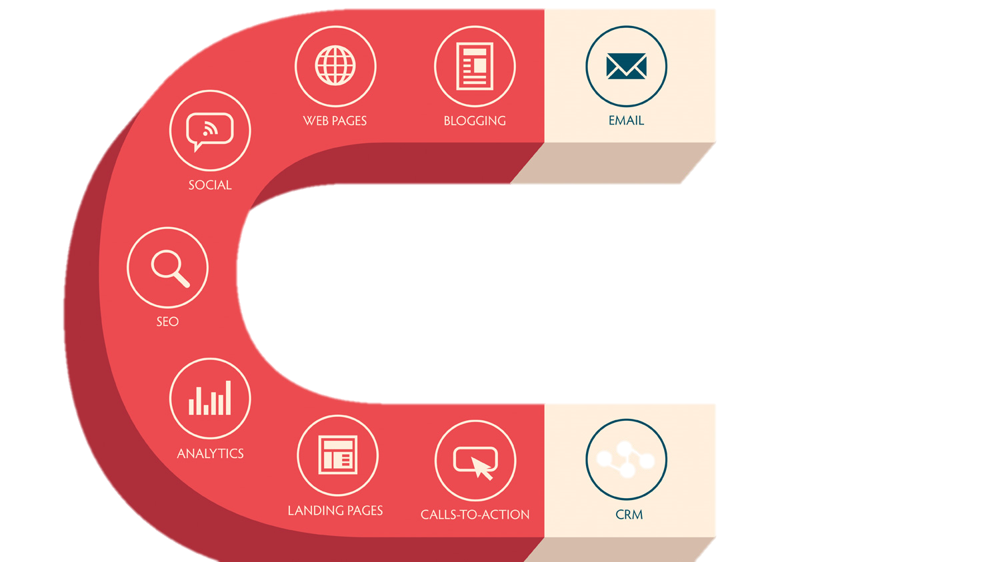 WEB PAGES
BLOGGING
EMAIL
SOCIAL
SEO
ANALYTICS
LANDING PAGES
CALLS-TO-ACTION
CRM